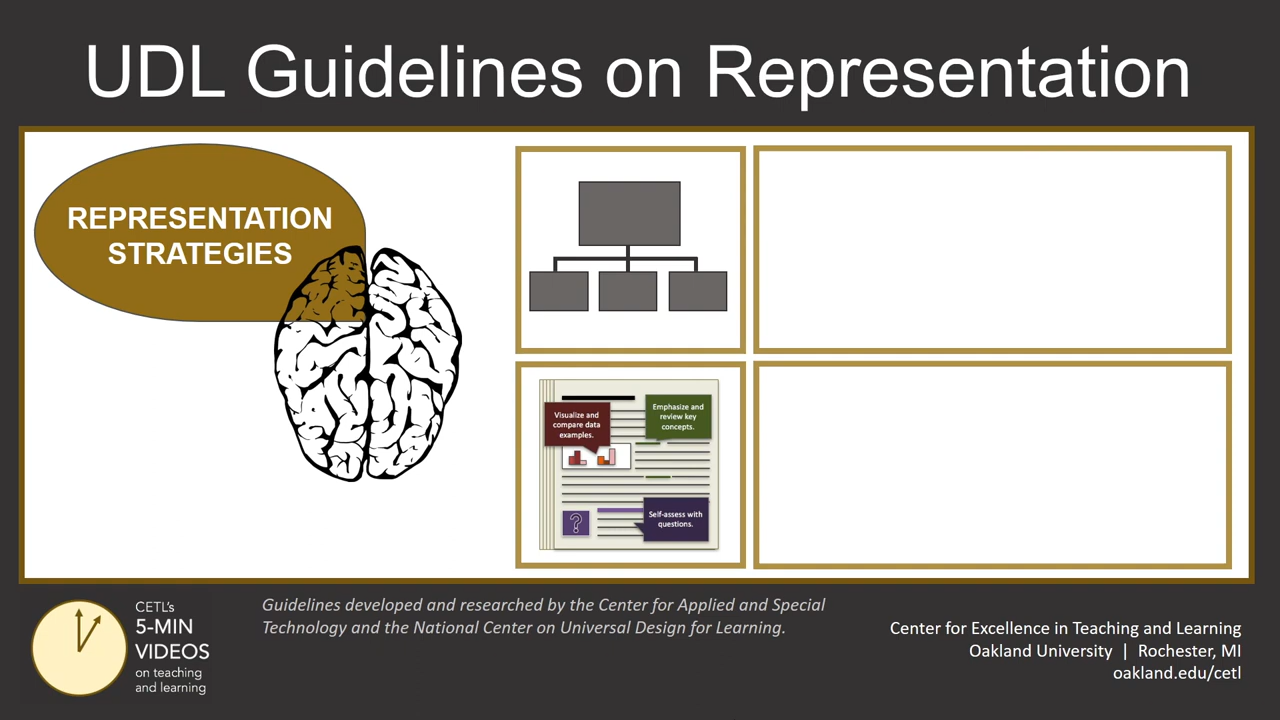 UDL Guidelines on Representation
REPRESENTATION
STRATEGIES
Visualize and
compare data
examples.
Emphasize and
review key
concepts.
?
Self-assess with
questions.
CETL's
5-MIN
VIDEOS
on teaching
and learning
Guidelines developed and researched by the Center for Applied and Special
Technology and the National Center on Universal Design for Learning.
Center for Excellence in Teaching and Learning
Oakland University | Rochester, MI
oakland.edu/cetl